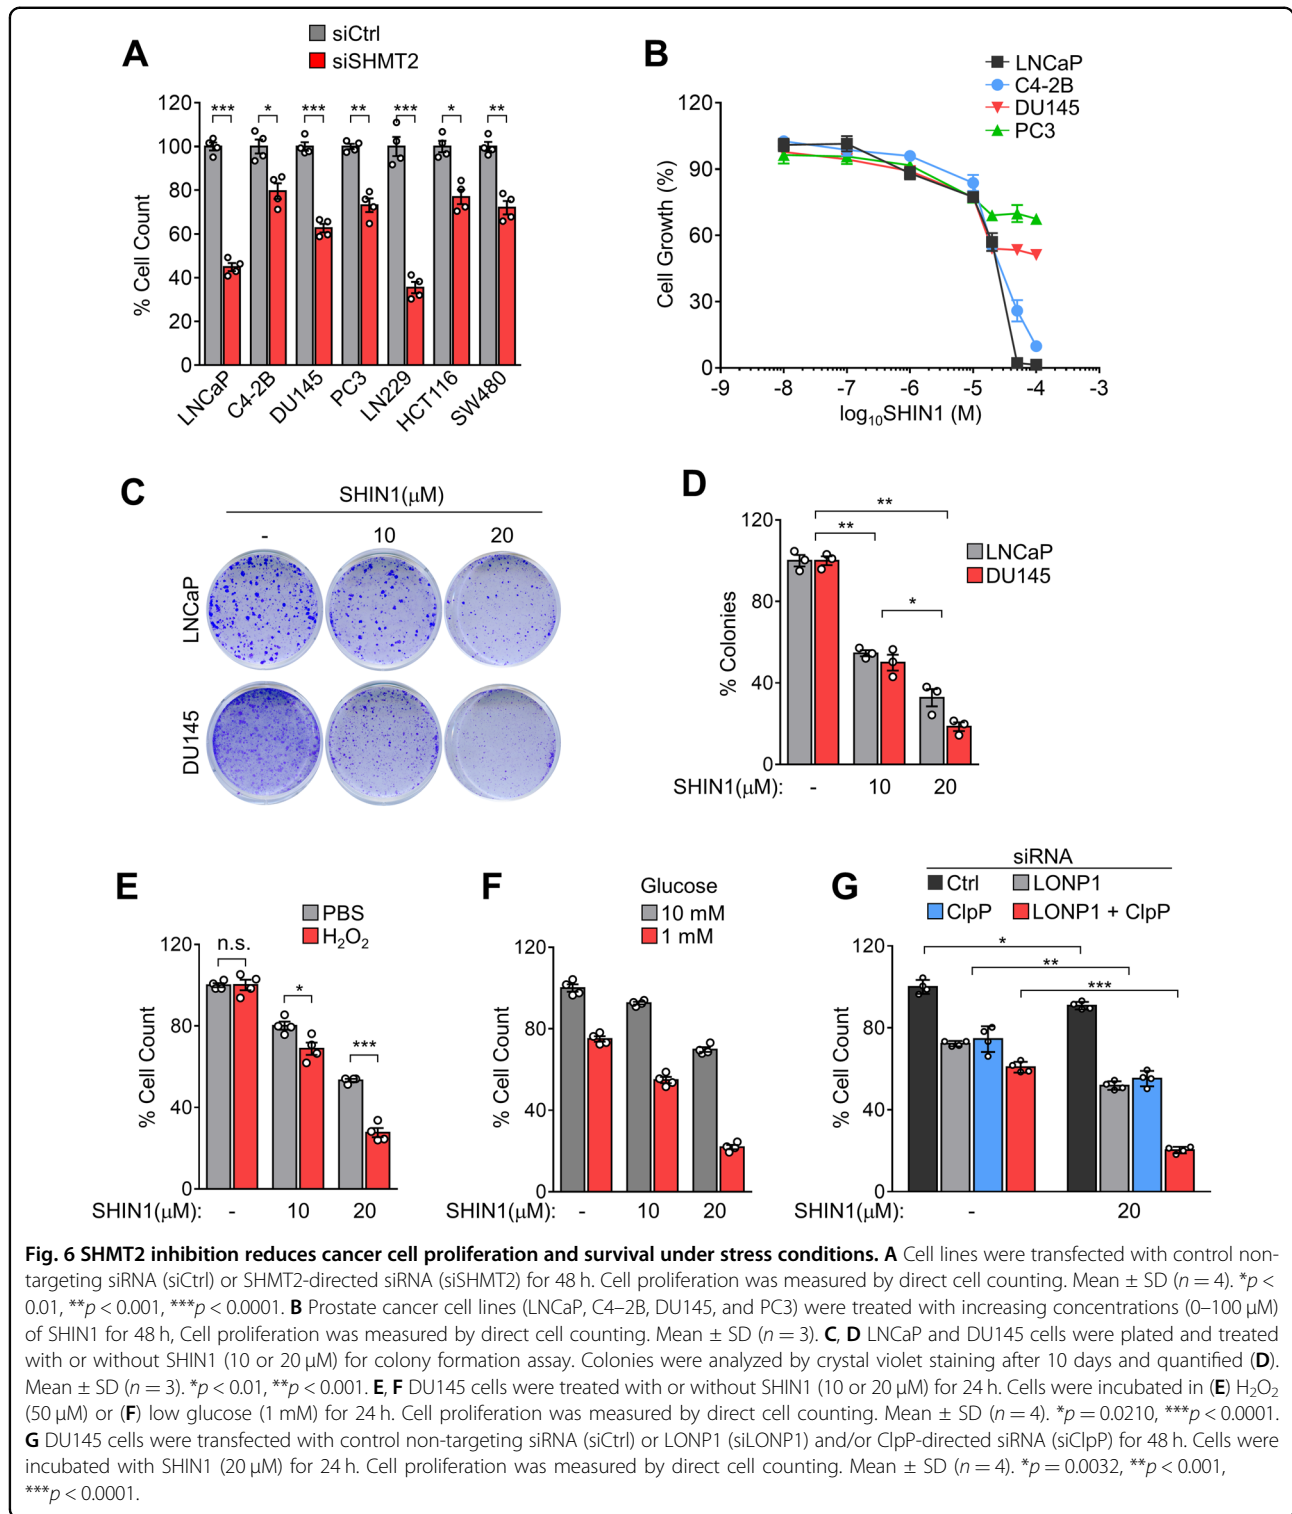 A
siCtrl
siSHMT2
*** * *** ** *** * **
120
100
80
60
40
20
0
% Cell Count
LNCaP C4-2B DU145 PC3 LN229 HCT116 SW480
B
LNCaP
C4-2B
DU145
PC3
120
90
60
30
0
Cell Growth (%)
-9 -8 -7 -6 -5 -4 -3
log₁₀SHIN1 (M)
C
SHIN1(μM)
- 10 20
LNCaP
DU145
D
LNCaP
DU145
**
**
*
120
80
40
0
% Colonies
SHIN1(μM): - 10 20
E
PBS
H₂O₂
n.s.
*
***
120
80
40
0
% Cell Count
SHIN1(μM): - 10 20
F
Glucose
10 mM
1 mM
120
80
40
0
% Cell Count
SHIN1(μM): - 10 20
G
siRNA
Ctrl LONP1
ClpP LONP1 + ClpP
*
**
***
120
80
40
0
% Cell Count
SHIN1(μM): - 20
Fig. 6 SHMT2 inhibition reduces cancer cell proliferation and survival under stress conditions. A Cell lines were transfected with control non-
targeting siRNA (siCtrl) or SHMT2-directed siRNA (siSHMT2) for 48 h. Cell proliferation was measured by direct cell counting. Mean ± SD (n = 4). *p <
0.01, **p < 0.001, ***p < 0.0001. B Prostate cancer cell lines (LNCaP, C4–2B, DU145, and PC3) were treated with increasing concentrations (0–100 μM)
of SHIN1 for 48 h, Cell proliferation was measured by direct cell counting. Mean ± SD (n = 3). C, D LNCaP and DU145 cells were plated and treated
with or without SHIN1 (10 or 20 μM) for colony formation assay. Colonies were analyzed by crystal violet staining after 10 days and quantified (D).
Mean ± SD (n = 3). *p < 0.01, **p < 0.001. E, F DU145 cells were treated with or without SHIN1 (10 or 20 μM) for 24 h. Cells were incubated in (E) H₂O₂
(50 μM) or (F) low glucose (1 mM) for 24 h. Cell proliferation was measured by direct cell counting. Mean ± SD (n = 4). *p = 0.0210, ***p < 0.0001.
G DU145 cells were transfected with control non-targeting siRNA (siCtrl) or LONP1 (siLONP1) and/or ClpP-directed siRNA (siClpP) for 48 h. Cells were
incubated with SHIN1 (20 μM) for 24 h. Cell proliferation was measured by direct cell counting. Mean ± SD (n = 4). *p = 0.0032, **p < 0.001,
***p < 0.0001.